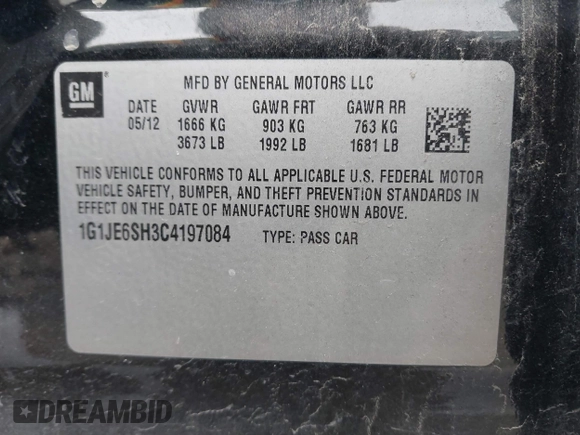 GM
MFD BY GENERAL MOTORS LLC
DATE GVWR GAWR FRT GAWR RR
05/12 1666 KG 903 KG 763 KG
3673 LB 1992 LB 1681 LB
THIS VEHICLE CONFORMS TO ALL APPLICABLE U.S. FEDERAL MOTOR
VEHICLE SAFETY, BUMPER, AND THEFT PREVENTION STANDARDS IN
EFFECT ON THE DATE OF MANUFACTURE SHOWN ABOVE.
1G1JE6SH3C4197084 TYPE: PASS CAR
DREAMBID